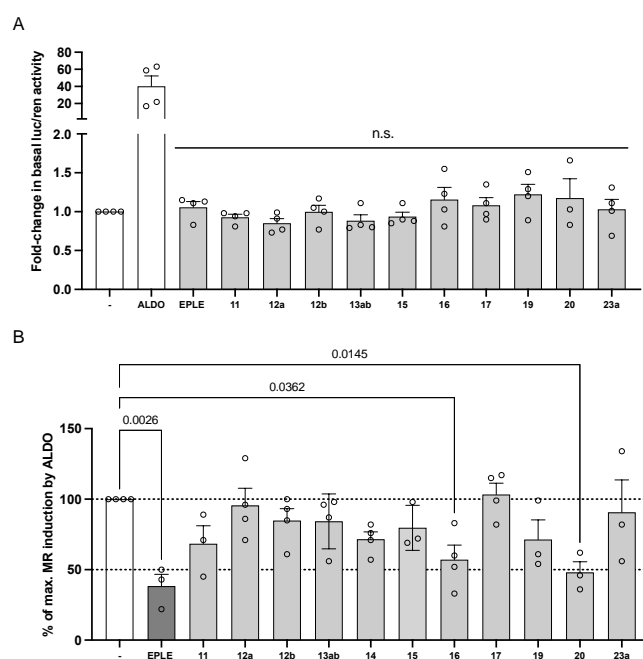 A
Fold-change in basal luc/ren activity
80
60
40
20
2.0
1.5
1.0
0.5
0.0
n.s.
- ALDO EPLE 11 12a 12b 13ab 15 16 17 19 20 23a
B
% of max. MR induction by ALDO
0.0145
0.0362
0.0026
150
100
50
0
- EPLE 11 12a 12b 13ab 14 15 16 17 19 20 23a